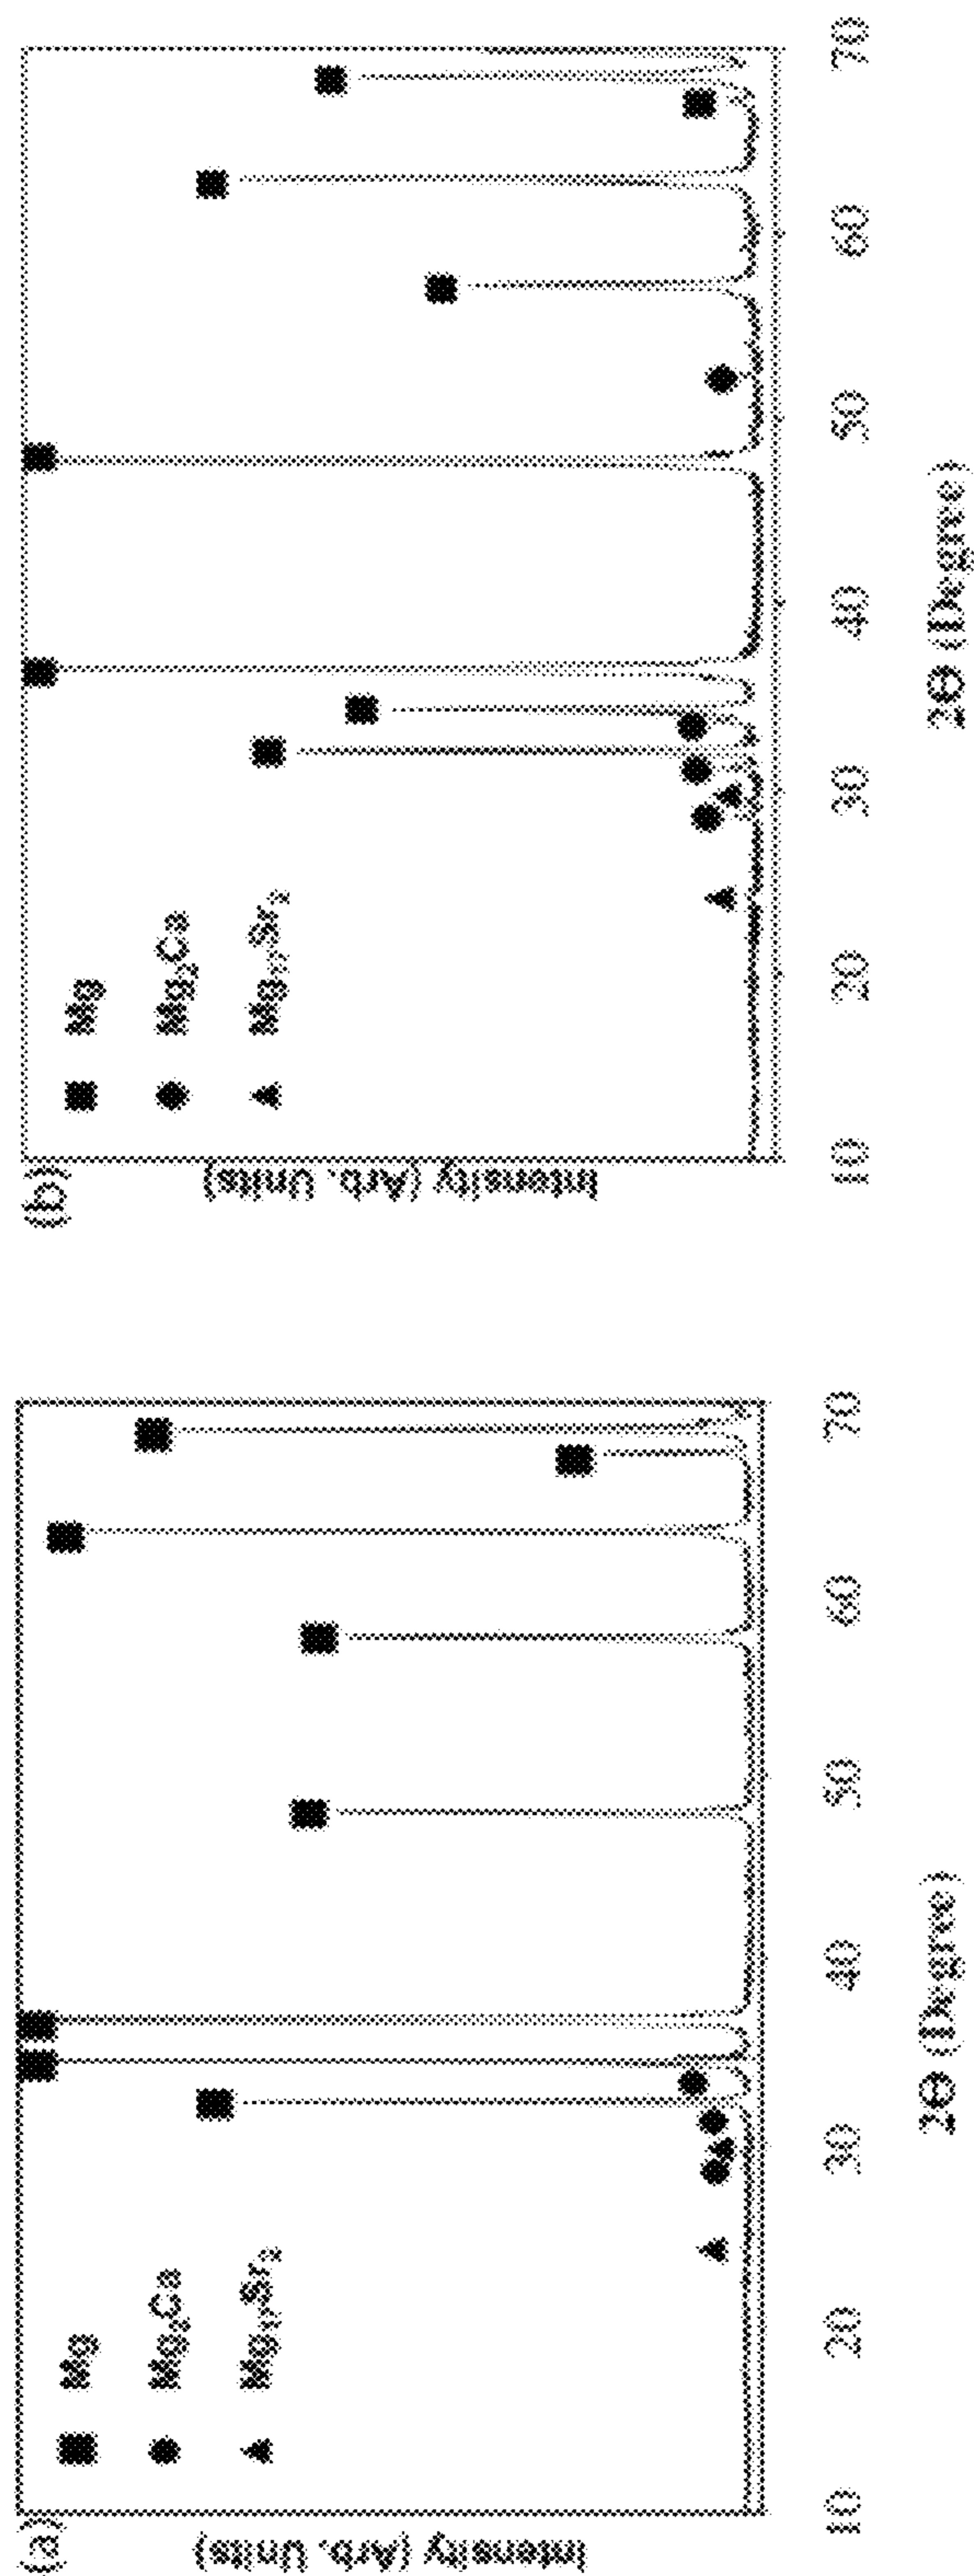 (a)
Intensity (Arb. Units)
Mg
Mg₂Ca
Mg₁₇Sr₂
10 20 30 40 50 60 70
2Θ (Degree)
(b)
Intensity (Arb. Units)
Mg
Mg₂Ca
Mg₁₇Sr₂
10 20 30 40 50 60 70
2Θ (Degree)